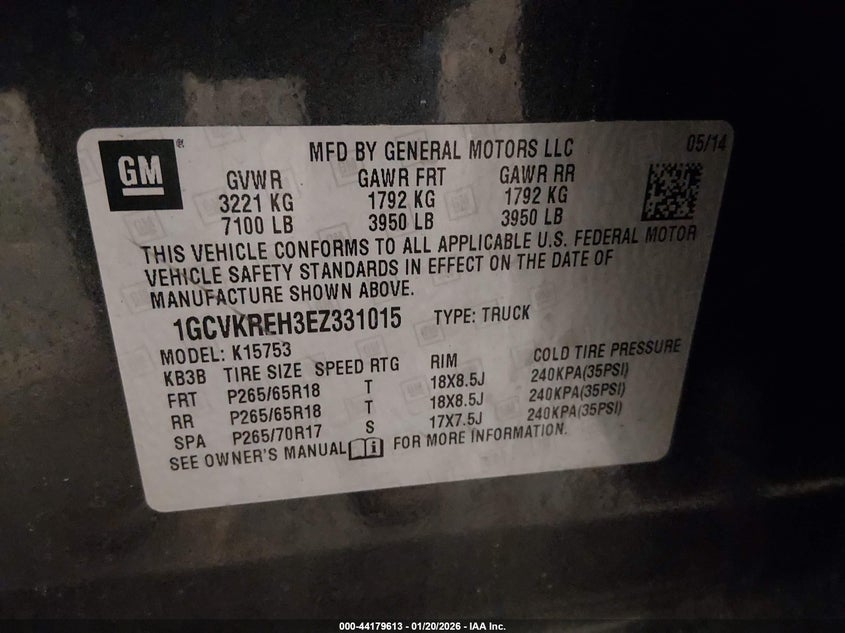 GM
MFD BY GENERAL MOTORS LLC
05/14
GVWR GAWR FRT GAWR RR
3221 KG 1792 KG 1792 KG
7100 LB 3950 LB 3950 LB
THIS VEHICLE CONFORMS TO ALL APPLICABLE U.S. FEDERAL MOTOR
VEHICLE SAFETY STANDARDS IN EFFECT ON THE DATE OF
MANUFACTURE SHOWN ABOVE.
1GCVKREH3EZ331015 TYPE: TRUCK
MODEL: K15753
KB3B TIRE SIZE SPEED RTG RIM COLD TIRE PRESSURE
FRT P265/65R18 T 18X8.5J 240KPA(35PSI)
RR P265/65R18 T 18X8.5J 240KPA(35PSI)
SPA P265/70R17 S 17X7.5J 240KPA(35PSI)
SEE OWNER'S MANUAL i FOR MORE INFORMATION.
000-44179613 - 01/20/2026 - IAA Inc.